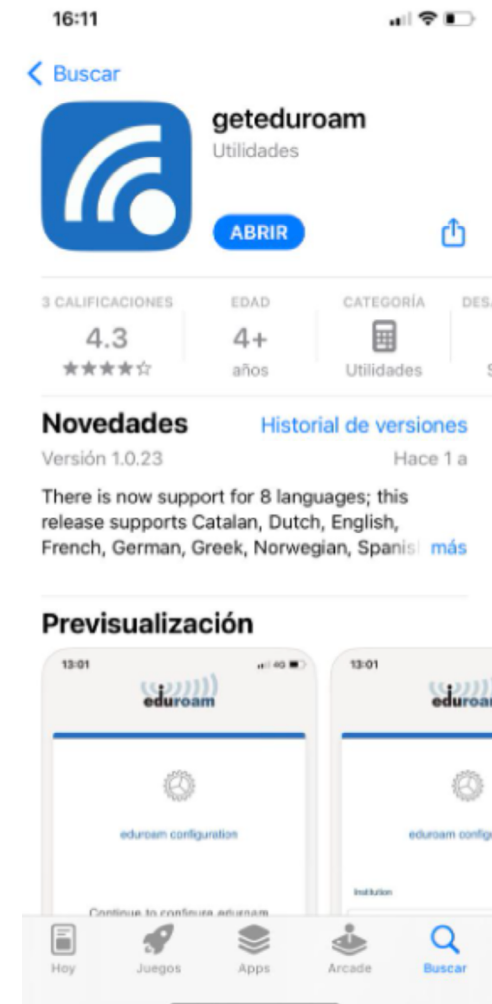 16:11
Buscar
geteduroam
Utilidades
ABRIR
3 CALIFICACIONES
EDAD
CATEGORÍA
4.3
4+
años
Utilidades
Novedades
Historial de versiones
Versión 1.0.23
Hace 1 a
There is now support for 8 languages; this
release supports Catalan, Dutch, English,
French, German, Greek, Norwegian, Spanis más
Previsualización
13:01
4G
13:01
eduroam
eduroam
eduroam configuration
eduroam config
Institution
Continue to configure eduroam
Hoy
Juegos
Apps
Arcade
Buscar